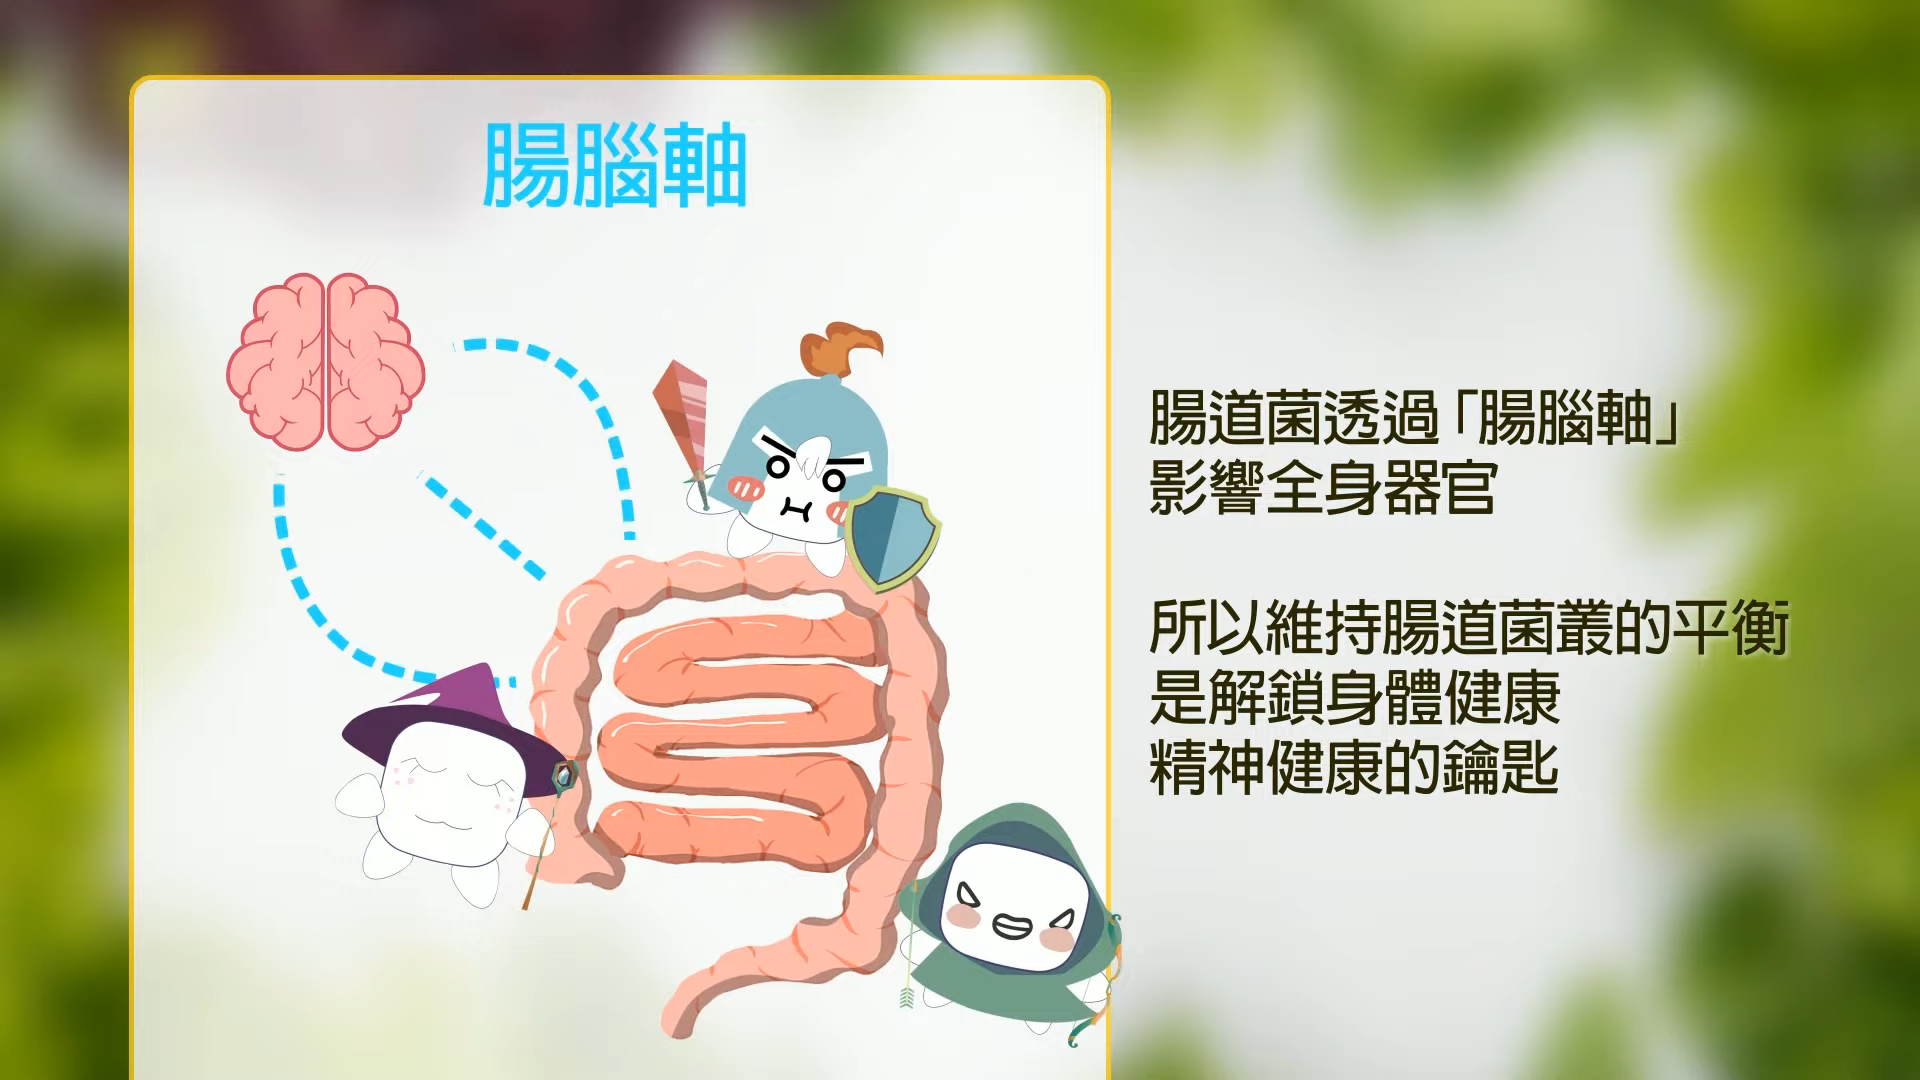 腸腦軸
腸道菌透過「腸腦軸」
影響全身器官
所以維持腸道菌叢的平衡
是解鎖身體健康
精神健康的鑰匙